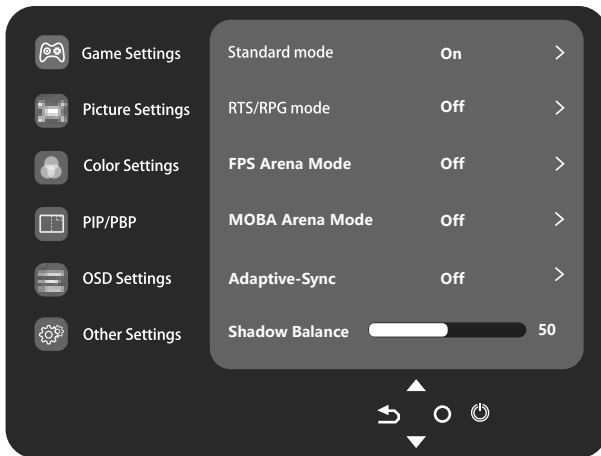 Game Settings
Standard mode On >
Picture Settings
RTS/RPG mode Off >
Color Settings
FPS Arena Mode Off >
PIP/PBP
MOBA Arena Mode Off >
OSD Settings
Adaptive-Sync Off >
Other Settings
Shadow Balance 50